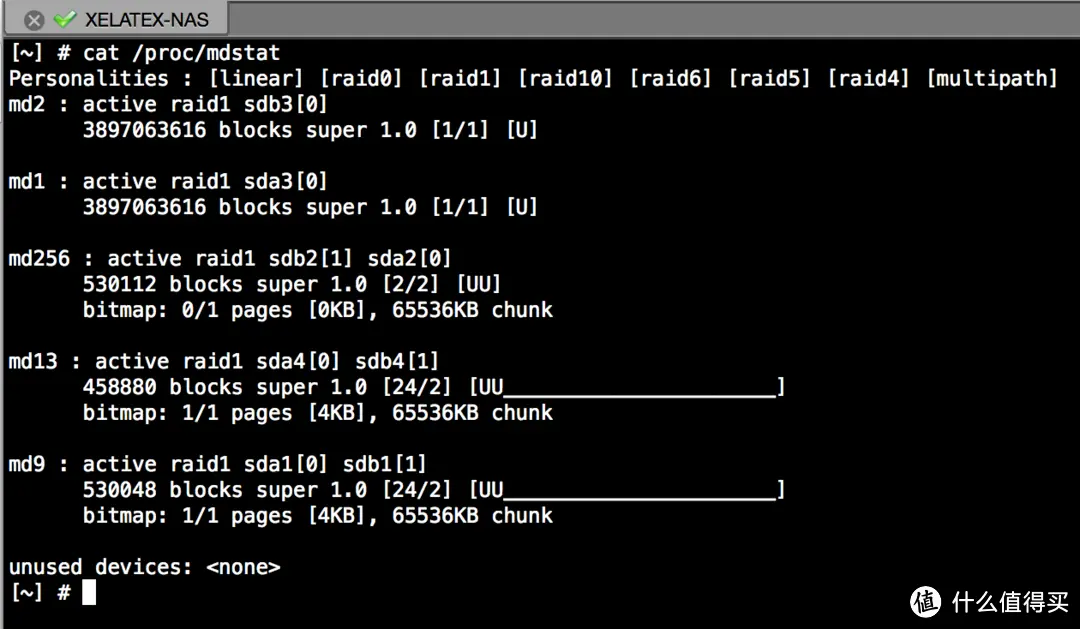 XELATEX-NAS
[~] # cat /proc/mdstat
Personalities : [linear] [raid0] [raid1] [raid10] [raid6] [raid5] [raid4] [multipath]
md2 : active raid1 sdb3[0]
3897063616 blocks super 1.0 [1/1] [U]
md1 : active raid1 sda3[0]
3897063616 blocks super 1.0 [1/1] [U]
md256 : active raid1 sdb2[1] sda2[0]
530112 blocks super 1.0 [2/2] [UU]
bitmap: 0/1 pages [0KB], 65536KB chunk
md13 : active raid1 sda4[0] sdb4[1]
458880 blocks super 1.0 [24/2] [UU______________________]
bitmap: 1/1 pages [4KB], 65536KB chunk
md9 : active raid1 sda1[0] sdb1[1]
530048 blocks super 1.0 [24/2] [UU______________________]
bitmap: 1/1 pages [4KB], 65536KB chunk
unused devices: <none>
[~] #
值 什么值得买